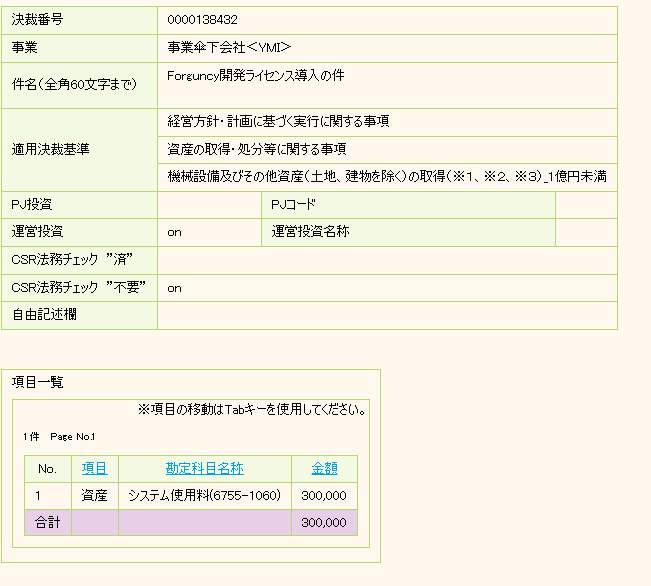 決裁番号 0000138432
事業 事業傘下会社＜YMI＞
件名（全角60文字まで） Forguncy開発ライセンス導入の件
適用決裁基準 経営方針・計画に基づく実行に関する事項
資産の取得・処分等に関する事項
機械設備及びその他資産（土地、建物を除く）の取得（※１、※２、※３）_1億円未満
PJ投資 PJコード
運営投資 on 運営投資名称
CSR法務チェック ”済”
CSR法務チェック ”不要” on
自由記述欄
項目一覧
※項目の移動はTabキーを使用してください。
1件 Page No.1
No. 項目 勘定科目名称 金額
1 資産 システム使用料(6755-1060) 300,000
合計 300,000